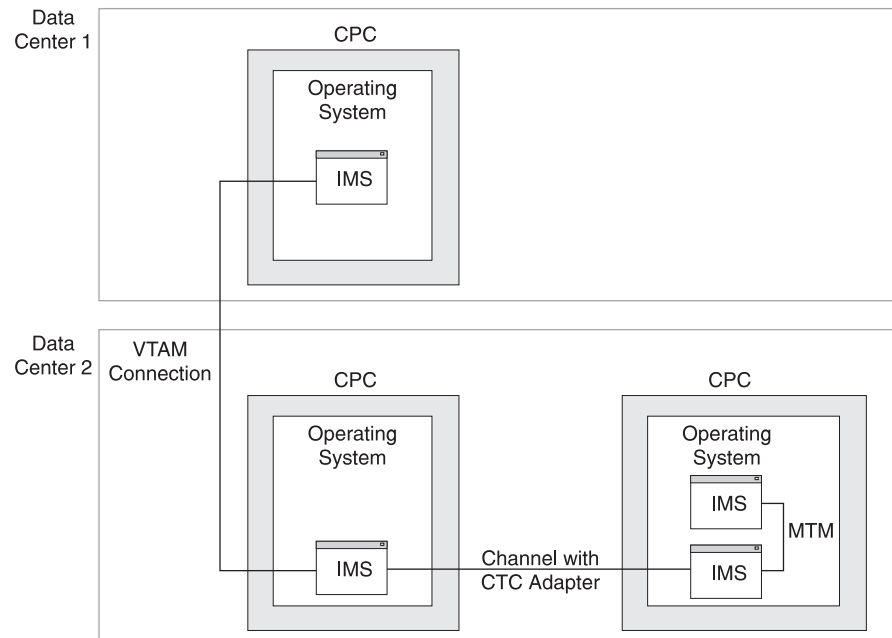 Data
Center 1
CPC
Operating
System
IMS
Data
Center 2
VTAM
Connection
CPC
Operating
System
IMS
Channel with
CTC Adapter
CPC
Operating
System
IMS
MTM
IMS